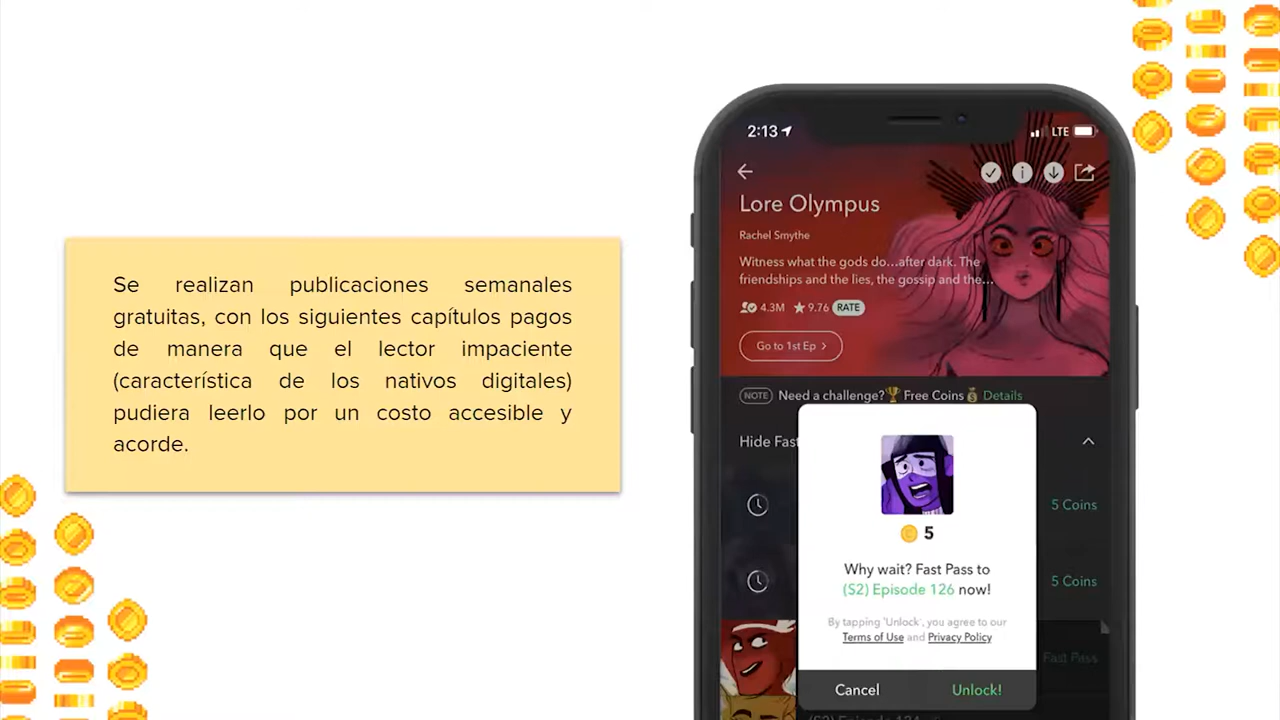 Se realizan publicaciones semanales
gratuitas, con los siguientes capítulos pagos
de manera que el lector impaciente
(característica de los nativos digitales)
pudiera leerlo por un costo accesible y
acorde.
2:13
LTE
Lore Olympus
Rachel Smythe
Witness what the gods do...after dark. The
friendships and the lies, the gossip and the...
4.3M 9.76 RATE
Go to 1st Ep >
NOTE Need a challenge? Free Coins Details
Hide Fast
5 Coins
5 Coins
5
Why wait? Fast Pass to
(S2) Episode 126 now!
By tapping 'Unlock', you agree to our
Terms of Use and Privacy Policy
Fast Pass
Cancel Unlock!
(S2) Episode 124